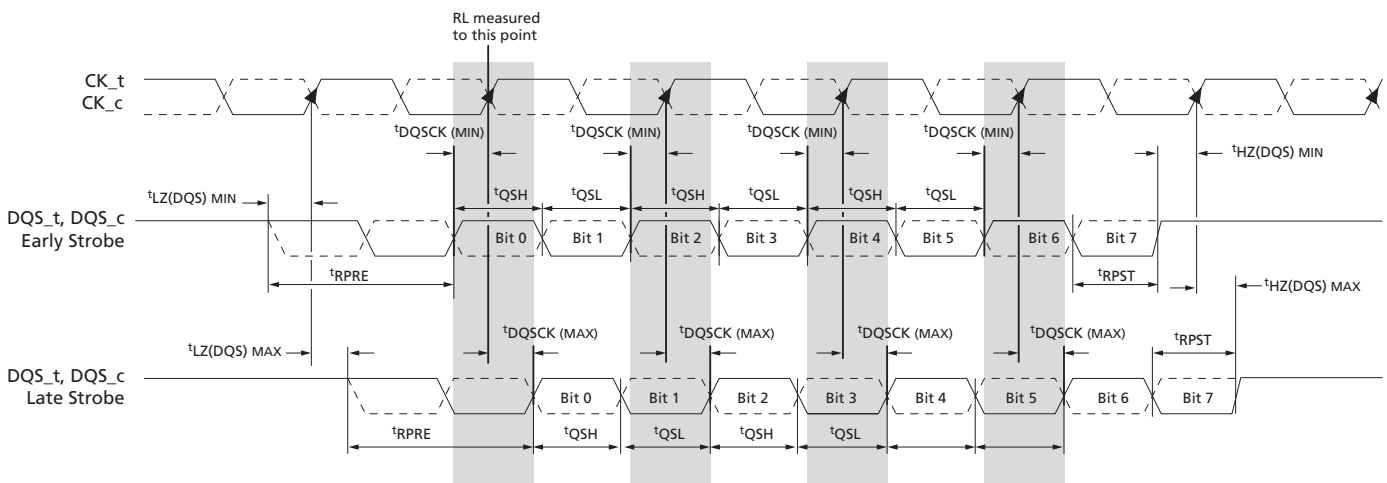 RL measured
to this point
CK_t
CK_c
tDQSCK (MIN) tDQSCK (MIN) tDQSCK (MIN) tDQSCK (MIN)
tHZ(DQS) MIN
tLZ(DQS) MIN
tQSH tQSL tQSH tQSL tQSH tQSL
DQS_t, DQS_c
Early Strobe
Bit 0 Bit 1 Bit 2 Bit 3 Bit 4 Bit 5 Bit 6 Bit 7
tRPRE
tRPST
tHZ(DQS) MAX
tDQSCK (MAX) tDQSCK (MAX) tDQSCK (MAX) tDQSCK (MAX)
tRPST
tLZ(DQS) MAX
DQS_t, DQS_c
Late Strobe
Bit 0 Bit 1 Bit 2 Bit 3 Bit 4 Bit 5 Bit 6 Bit 7
tRPRE
tQSH tQSL tQSH tQSL